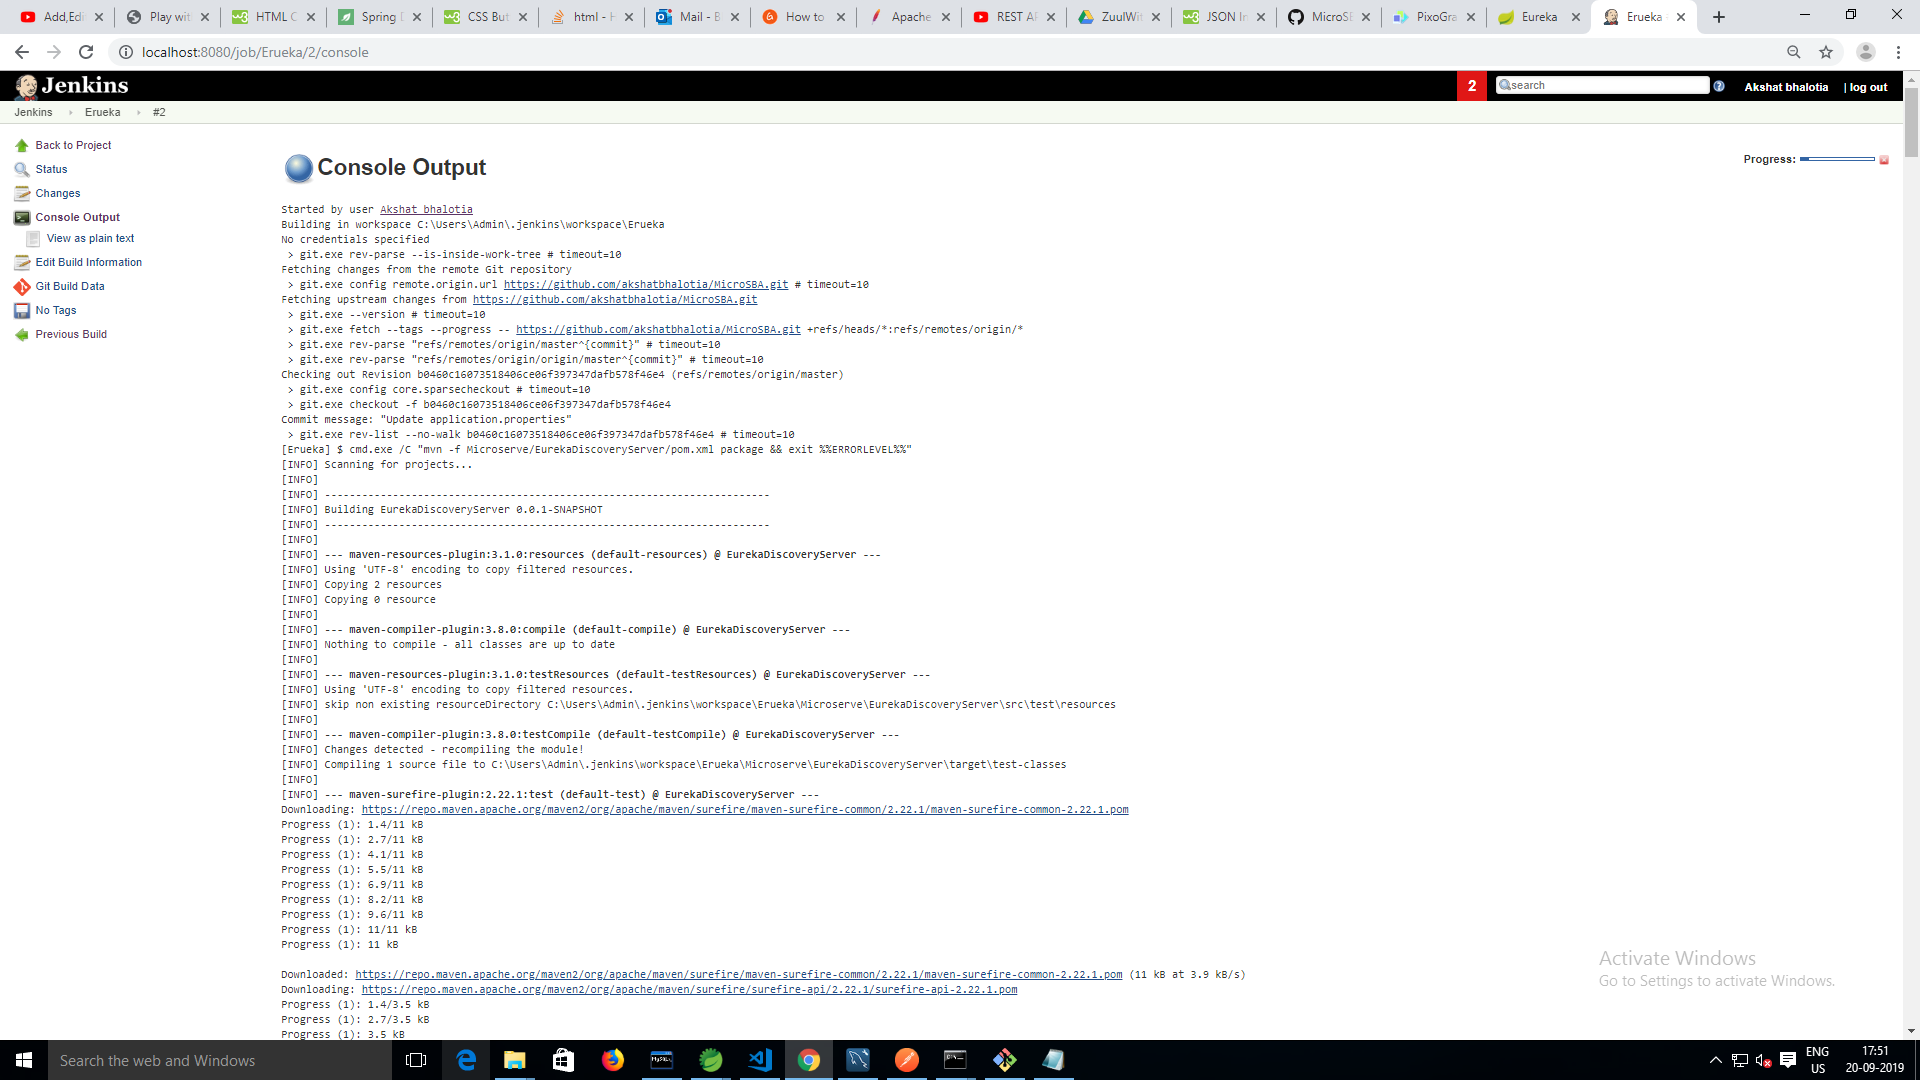 Add,Edi
Play wit
HTML C
Spring D
CSS But
html - H
Mail - B
How to
Apache
REST AP
ZuulWit
JSON In
MicroSB
PixoGra
Eureka
Erueka
localhost:8080/job/Erueka/2/console
Jenkins
2
search
Akshat bhalotia
| log out
Jenkins
Erueka
#2
Back to Project
Status
Changes
Console Output
View as plain text
Edit Build Information
Git Build Data
No Tags
Previous Build
Console Output
Progress:
Started by user Akshat bhalotia
Building in workspace C:\Users\Admin\.jenkins\workspace\Erueka
No credentials specified
> git.exe rev-parse --is-inside-work-tree # timeout=10
Fetching changes from the remote Git repository
> git.exe config remote.origin.url https://github.com/akshatbhalotia/MicroSBA.git # timeout=10
Fetching upstream changes from https://github.com/akshatbhalotia/MicroSBA.git
> git.exe --version # timeout=10
> git.exe fetch --tags --progress -- https://github.com/akshatbhalotia/MicroSBA.git +refs/heads/*:refs/remotes/origin/*
> git.exe rev-parse "refs/remotes/origin/master^{commit}" # timeout=10
> git.exe rev-parse "refs/remotes/origin/origin/master^{commit}" # timeout=10
Checking out Revision b0460c16073518406ce06f397347dafb578f46e4 (refs/remotes/origin/master)
> git.exe config core.sparsecheckout # timeout=10
> git.exe checkout -f b0460c16073518406ce06f397347dafb578f46e4
Commit message: "Update application.properties"
> git.exe rev-list --no-walk b0460c16073518406ce06f397347dafb578f46e4 # timeout=10
[Erueka] $ cmd.exe /C "mvn -f Microserve/EurekaDiscoveryServer/pom.xml package && exit %%ERRORLEVEL%%"
[INFO] Scanning for projects...
[INFO]
[INFO] ------------------------------------------------------------------------
[INFO] Building EurekaDiscoveryServer 0.0.1-SNAPSHOT
[INFO] ------------------------------------------------------------------------
[INFO]
[INFO] --- maven-resources-plugin:3.1.0:resources (default-resources) @ EurekaDiscoveryServer ---
[INFO] Using 'UTF-8' encoding to copy filtered resources.
[INFO] Copying 2 resources
[INFO] Copying 0 resource
[INFO]
[INFO] --- maven-compiler-plugin:3.8.0:compile (default-compile) @ EurekaDiscoveryServer ---
[INFO] Nothing to compile - all classes are up to date
[INFO]
[INFO] --- maven-resources-plugin:3.1.0:testResources (default-testResources) @ EurekaDiscoveryServer ---
[INFO] Using 'UTF-8' encoding to copy filtered resources.
[INFO] skip non existing resourceDirectory C:\Users\Admin\.jenkins\workspace\Erueka\Microserve\EurekaDiscoveryServer\src\test\resources
[INFO]
[INFO] --- maven-compiler-plugin:3.8.0:testCompile (default-testCompile) @ EurekaDiscoveryServer ---
[INFO] Changes detected - recompiling the module!
[INFO] Compiling 1 source file to C:\Users\Admin\.jenkins\workspace\Erueka\Microserve\EurekaDiscoveryServer\target\test-classes
[INFO]
[INFO] --- maven-surefire-plugin:2.22.1:test (default-test) @ EurekaDiscoveryServer ---
Downloading: https://repo.maven.apache.org/maven2/org/apache/maven/surefire/maven-surefire-common/2.22.1/maven-surefire-common-2.22.1.pom
Progress (1): 1.4/11 kB
Progress (1): 2.7/11 kB
Progress (1): 4.1/11 kB
Progress (1): 5.5/11 kB
Progress (1): 6.9/11 kB
Progress (1): 8.2/11 kB
Progress (1): 9.6/11 kB
Progress (1): 11/11 kB
Progress (1): 11 kB
Downloaded: https://repo.maven.apache.org/maven2/org/apache/maven/surefire/maven-surefire-common/2.22.1/maven-surefire-common-2.22.1.pom (11 kB at 3.9 kB/s)
Downloading: https://repo.maven.apache.org/maven2/org/apache/maven/surefire/surefire-api/2.22.1/surefire-api-2.22.1.pom
Progress (1): 1.4/3.5 kB
Progress (1): 2.7/3.5 kB
Progress (1): 3.5 kB
Activate Windows
Go to Settings to activate Windows.
Search the web and Windows
ENG
US
17:51
20-09-2019